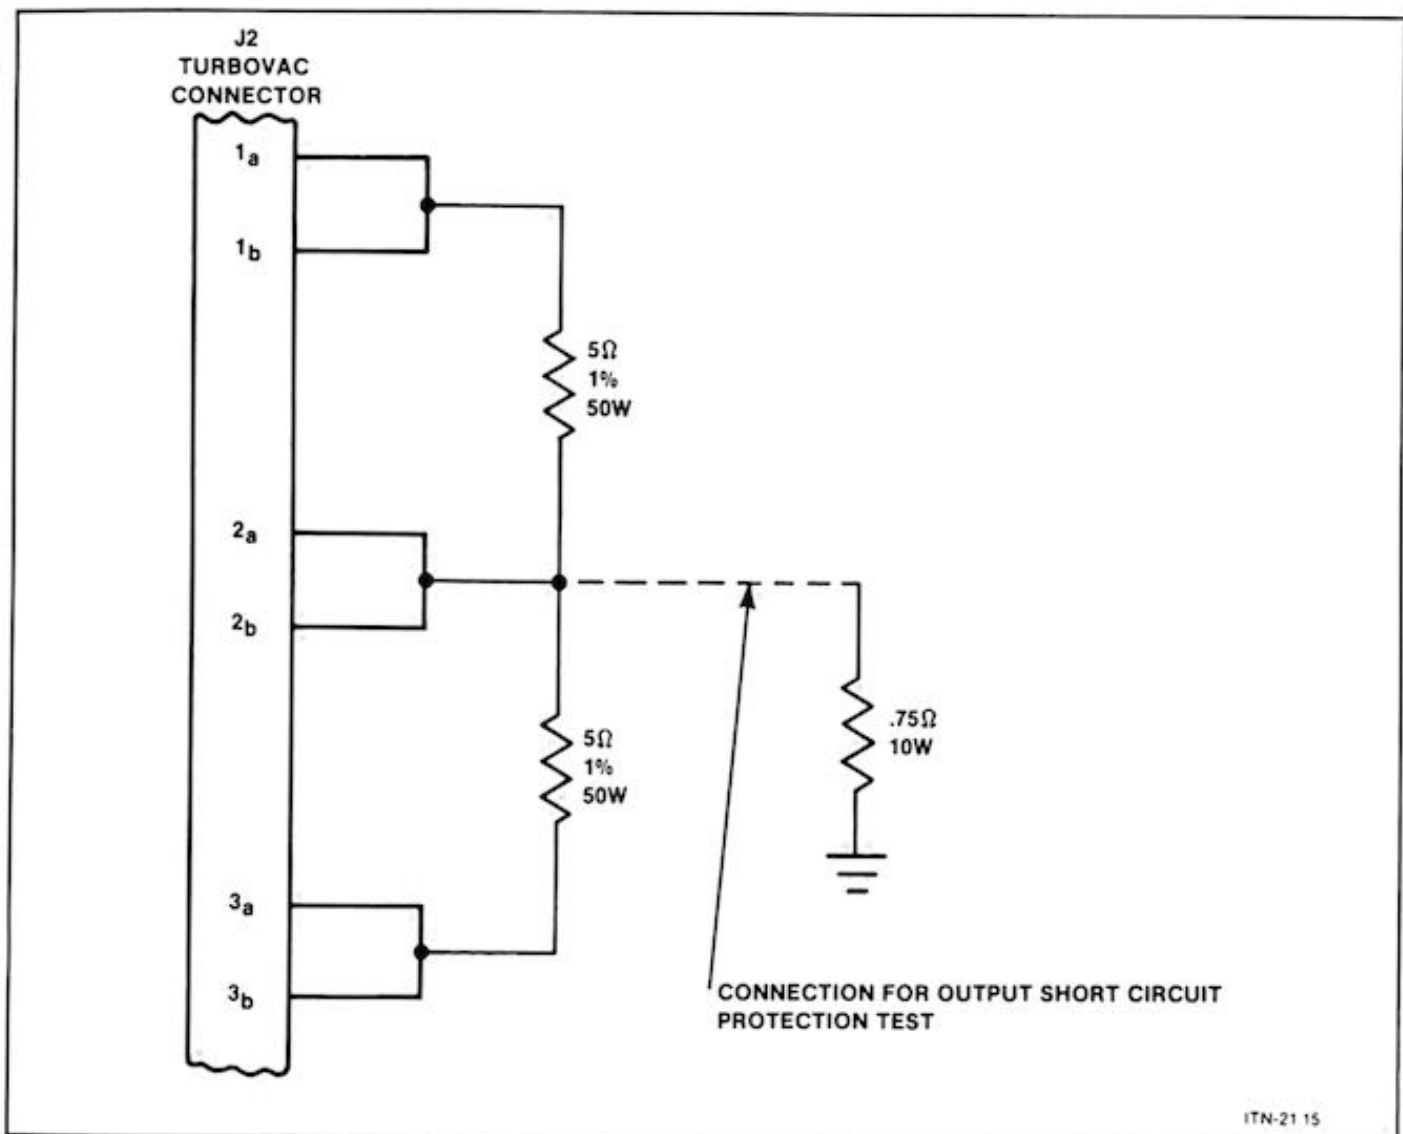 J2
TURBOVAC
CONNECTOR
1a
1b
5Ω
1%
50W
2a
2b
5Ω
1%
50W
.75Ω
10W
3a
3b
CONNECTION FOR OUTPUT SHORT CIRCUIT
PROTECTION TEST
ITN-21 15